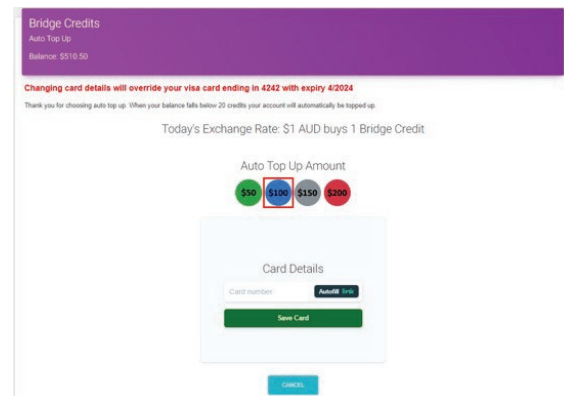 Bridge Credits
Auto Top Up
Balance: $510.50
Changing card details will override your visa card ending in 4242 with expiry 4/2024
Thank you for choosing auto top up. When your balance falls below 20 credits your account will automatically be topped up.
Today's Exchange Rate: $1 AUD buys 1 Bridge Credit
Auto Top Up Amount
$50 $100 $150 $200
Card Details
Card number Autofill link
Save Card
CANCEL